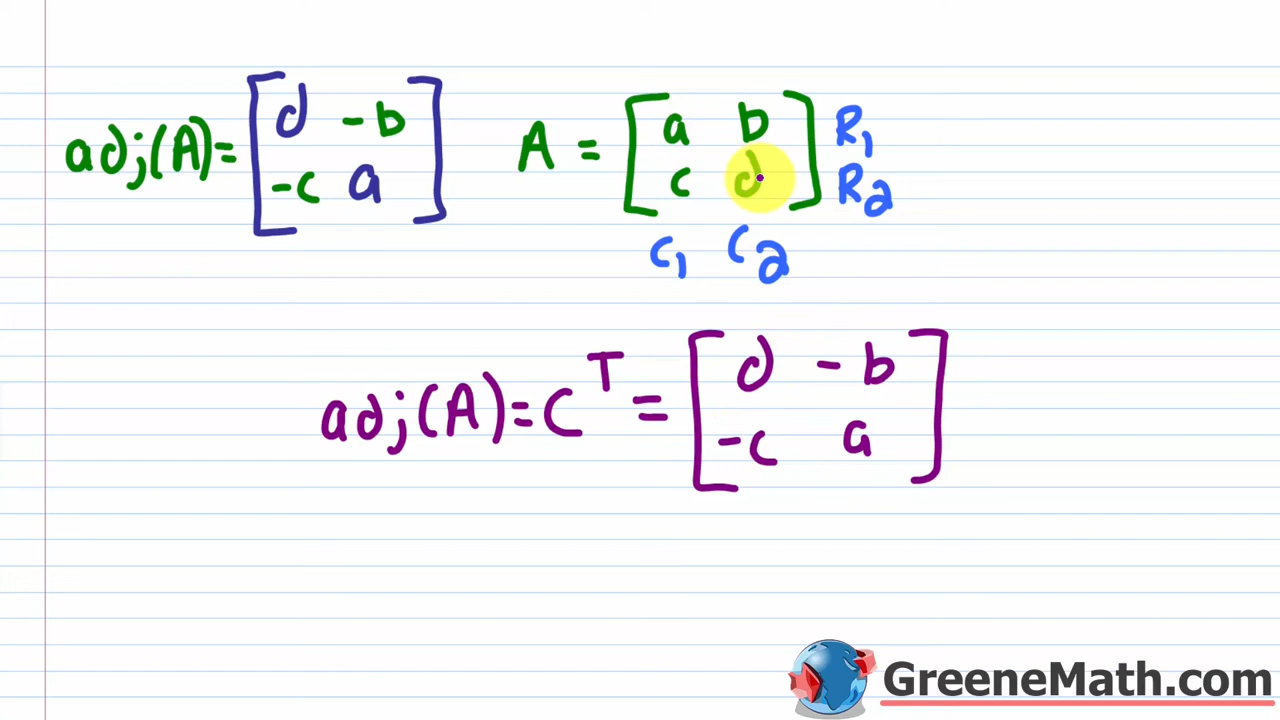 adj(A)= [ d -b ] A = [ a b ] R1
[ -c a ] [ c d ] R2
C1 C2
adj(A)=C^T = [ d -b ]
[ -c a ]
GreeneMath.com